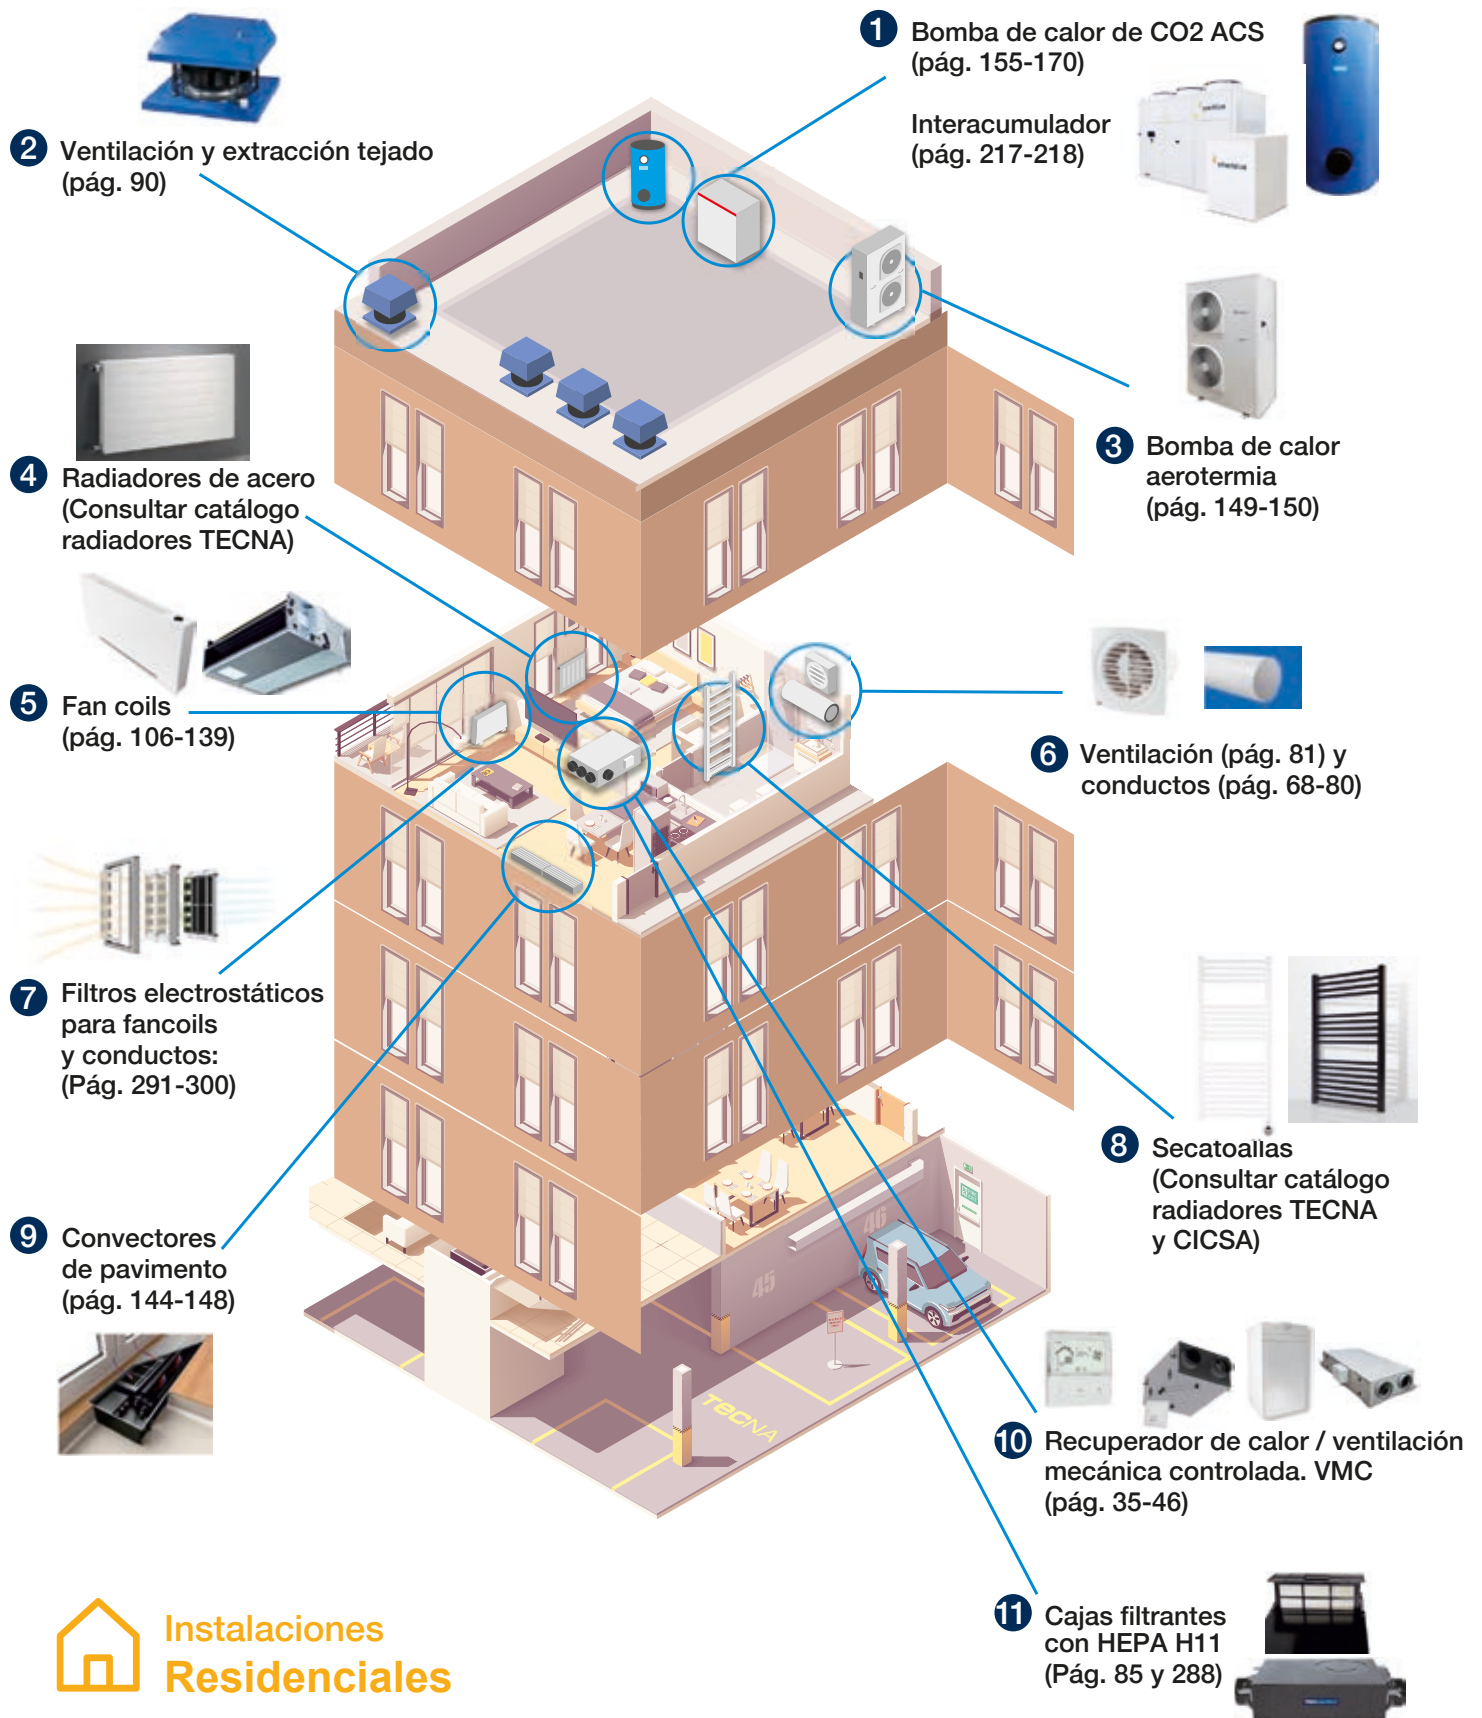 1 Bomba de calor de CO2 ACS
(pág. 155-170)
Interacumulador
(pág. 217-218)
2 Ventilación y extracción tejado
(pág. 90)
3 Bomba de calor
aerotermia
(pág. 149-150)
4 Radiadores de acero
(Consultar catálogo
radiadores TECNA)
5 Fan coils
(pág. 106-139)
6 Ventilación (pág. 81) y
conductos (pág. 68-80)
7 Filtros electrostáticos
para fancoils
y conductos:
(Pág. 291-300)
8 Secatoallas
(Consultar catálogo
radiadores TECNA
y CICSA)
9 Convectores
de pavimento
(pág. 144-148)
45
46
TECNA
10 Recuperador de calor / ventilación
mecánica controlada. VMC
(pág. 35-46)
11 Cajas filtrantes
con HEPA H11
(Pág. 85 y 288)
Instalaciones
Residenciales